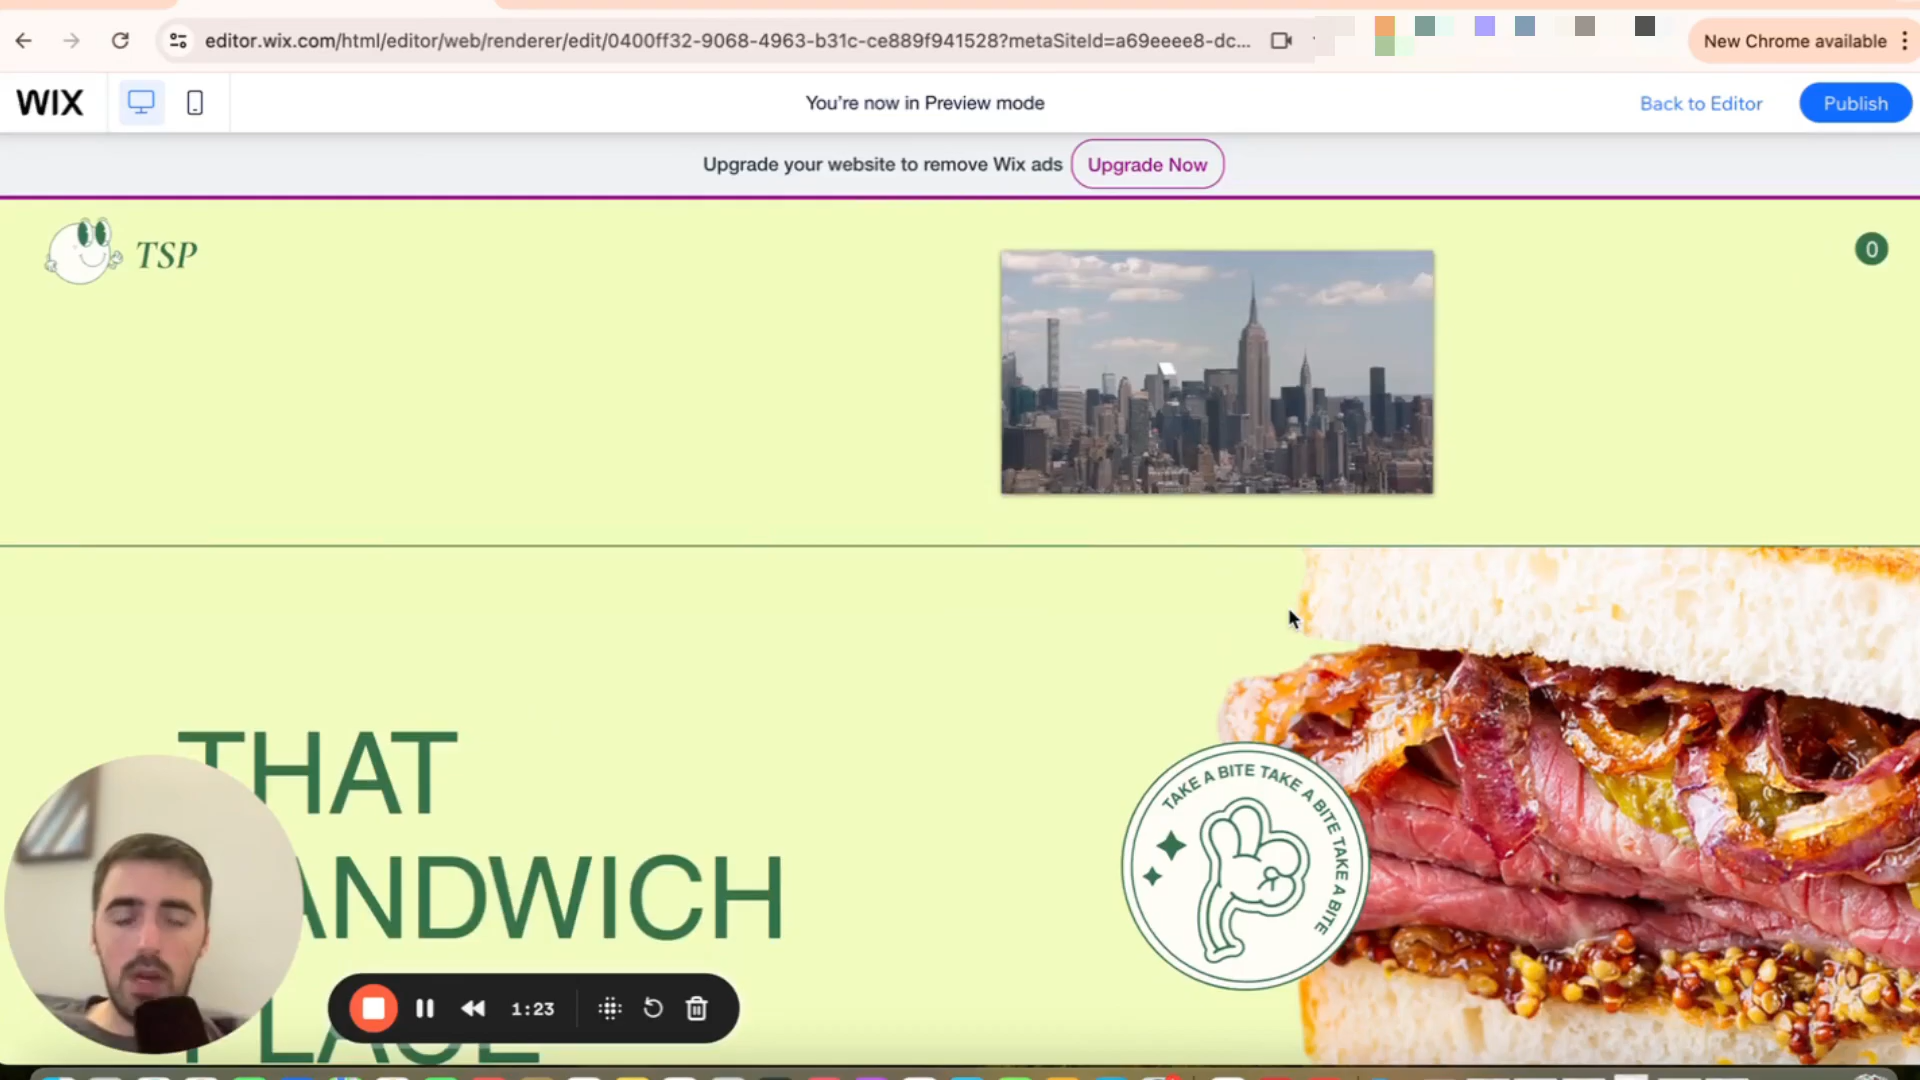 editor.wix.com/html/editor/web/renderer/edit/0400ff32-9068-4963-b31c-ce889f941528?metaSiteId=a69eeee8-dc...
New Chrome available
WIX
You're now in Preview mode
Back to Editor
Publish
Upgrade your website to remove Wix ads
Upgrade Now
TSP
0
THAT
ANDWICH
PLACE
TAKE A BITE TAKE A BITE TAKE A BITE
1:23